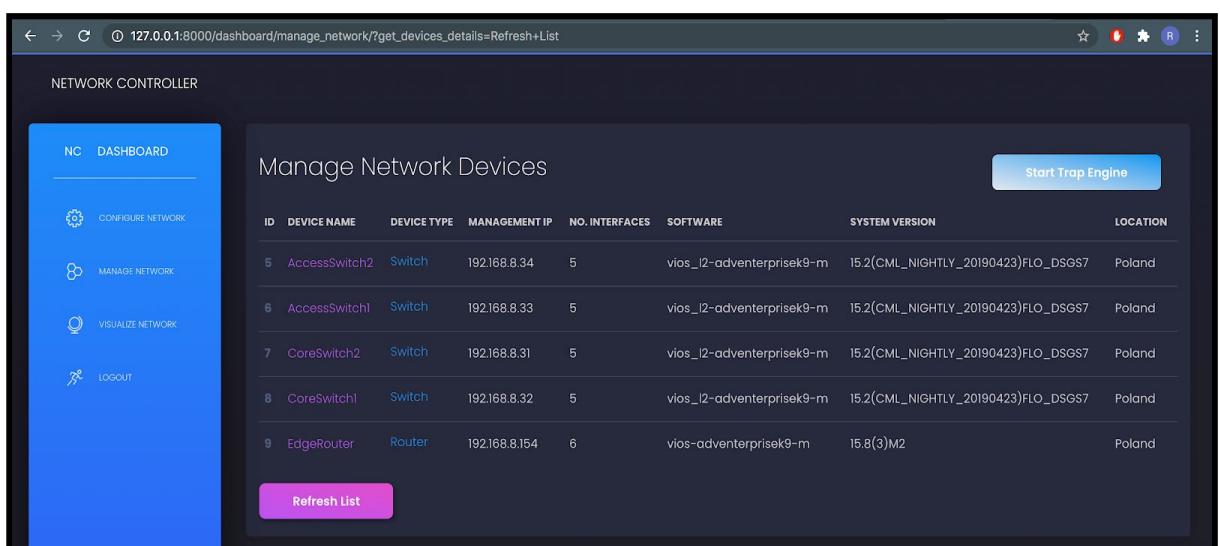 127.0.0.1:8000/dashboard/manage_network/?get_devices_details=Refresh+List
R
NETWORK CONTROLLER
NC DASHBOARD
CONFIGURE NETWORK
MANAGE NETWORK
VISUALIZE NETWORK
LOGOUT
Manage Network Devices
Start Trap Engine
ID DEVICE NAME DEVICE TYPE MANAGEMENT IP NO. INTERFACES SOFTWARE SYSTEM VERSION LOCATION
5 AccessSwitch2 Switch 192.168.8.34 5 vios_l2-adventerprisek9-m 15.2(CML_NIGHTLY_20190423)FLO_DSGS7 Poland
6 AccessSwitch1 Switch 192.168.8.33 5 vios_l2-adventerprisek9-m 15.2(CML_NIGHTLY_20190423)FLO_DSGS7 Poland
7 CoreSwitch2 Switch 192.168.8.31 5 vios_l2-adventerprisek9-m 15.2(CML_NIGHTLY_20190423)FLO_DSGS7 Poland
8 CoreSwitch1 Switch 192.168.8.32 5 vios_l2-adventerprisek9-m 15.2(CML_NIGHTLY_20190423)FLO_DSGS7 Poland
9 EdgeRouter Router 192.168.8.154 6 vios-adventerprisek9-m 15.8(3)M2 Poland
Refresh List